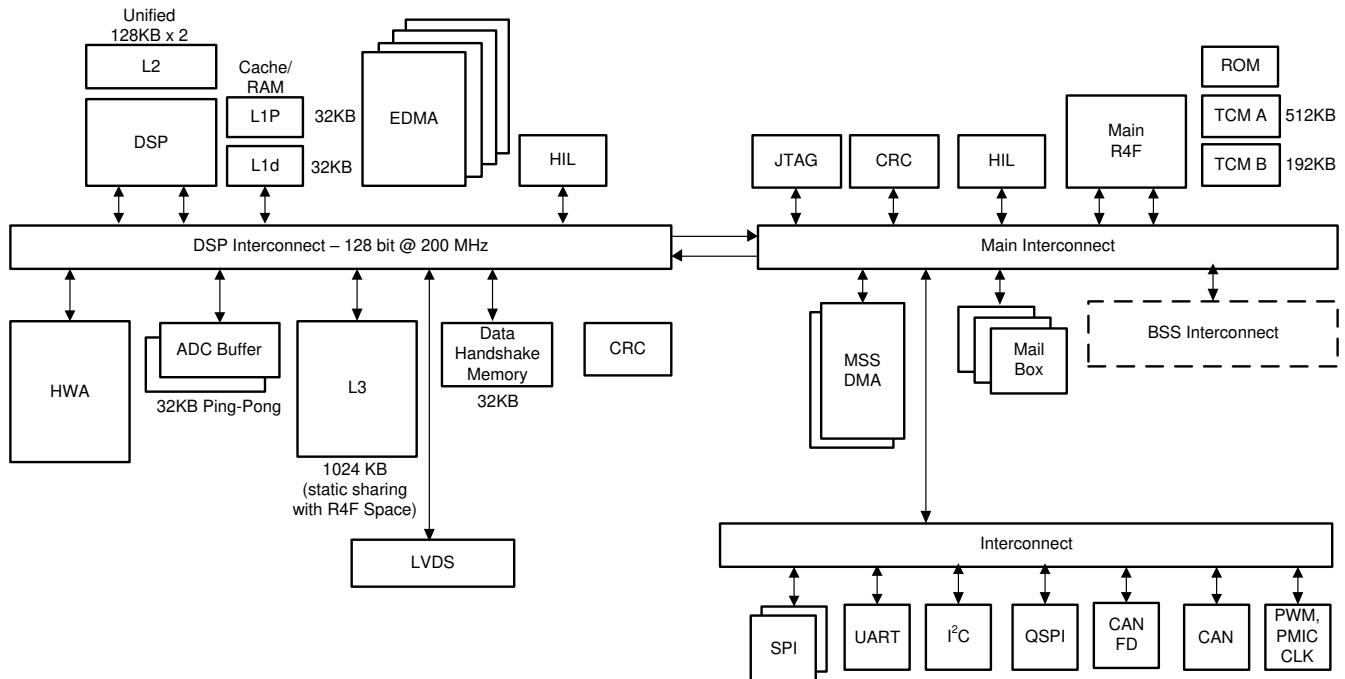 Unified
128KB x 2
L2
Cache/
RAM
DSP
L1P
32KB
L1d
32KB
EDMA
HIL
JTAG
CRC
HIL
Main
R4F
ROM
TCM A
512KB
TCM B
192KB
DSP Interconnect – 128 bit @ 200 MHz
Main Interconnect
HWA
ADC Buffer
32KB Ping-Pong
L3
1024 KB
(static sharing
with R4F Space)
Data
Handshake
Memory
32KB
CRC
LVDS
MSS
DMA
Mail
Box
BSS Interconnect
Interconnect
SPI
UART
I²C
QSPI
CAN
FD
CAN
PWM,
PMIC
CLK